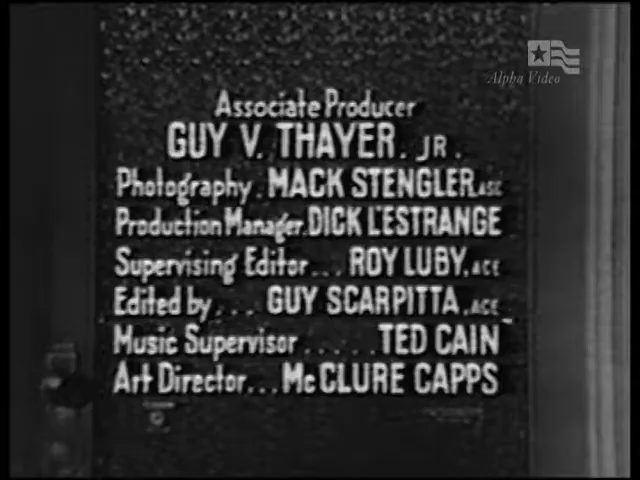 Alpha Video
Associate Producer
GUY V. THAYER. JR.
Photography. MACK STENGLER. ASC
Production Manager. DICK L'ESTRANGE
Supervising Editor... ROY LUBY, ACE
Edited by... GUY SCARPITTA. ACE
Music Supervisor..... TED CAIN
Art Director... McCLURE CAPPS